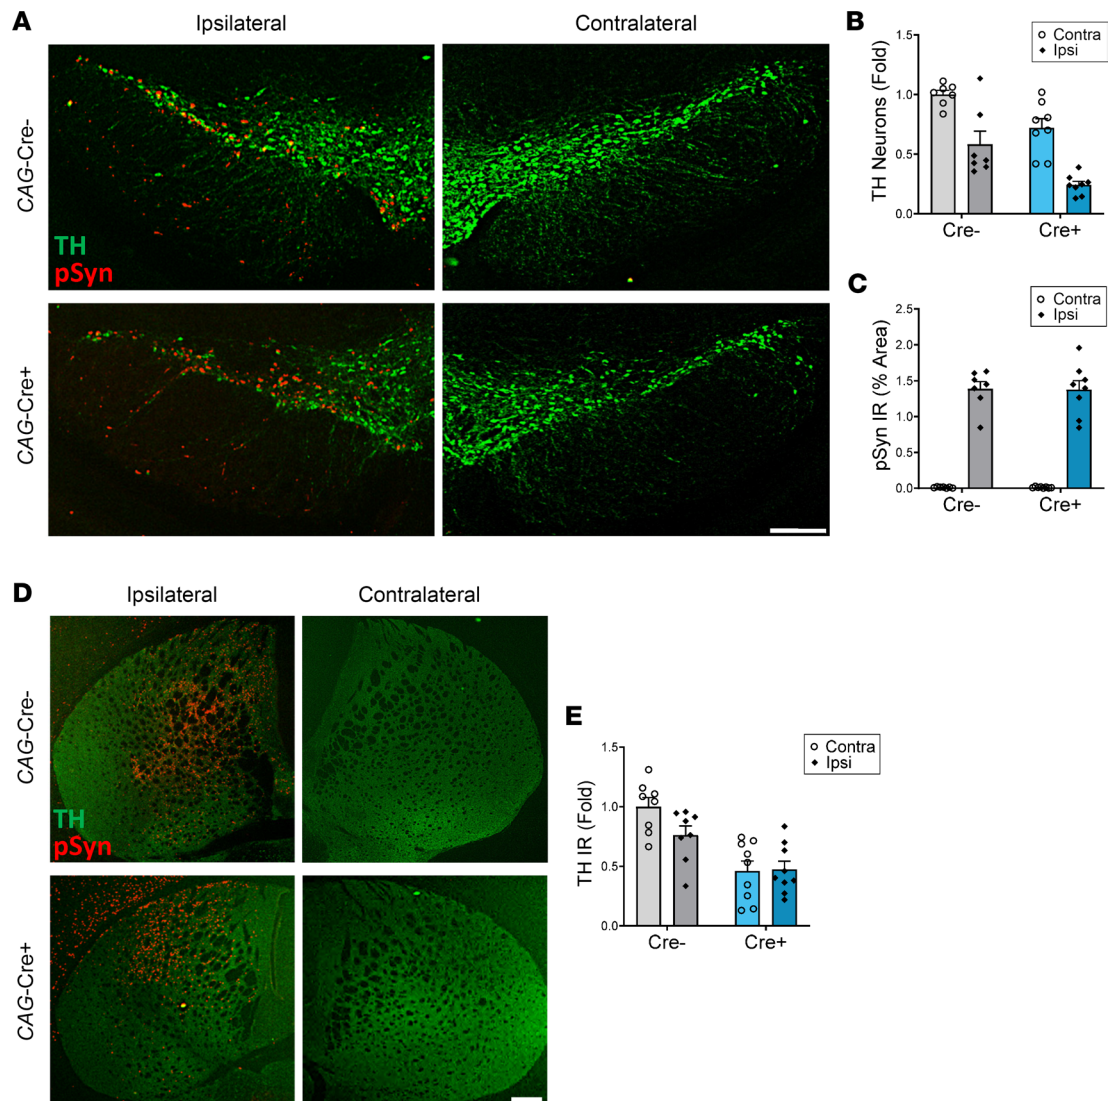 A
Ipsilateral
Contralateral
CAG-Cre-
TH
pSyn
CAG-Cre+
B
Contra
Ipsi
TH Neurons (Fold)
1.5
1.0
0.5
0.0
Cre-
Cre+
C
Contra
Ipsi
pSyn IR (% Area)
2.5
2.0
1.5
1.0
0.5
0.0
Cre-
Cre+
D
Ipsilateral
Contralateral
CAG-Cre-
TH
pSyn
CAG-Cre+
E
Contra
Ipsi
TH IR (Fold)
1.5
1.0
0.5
0.0
Cre-
Cre+